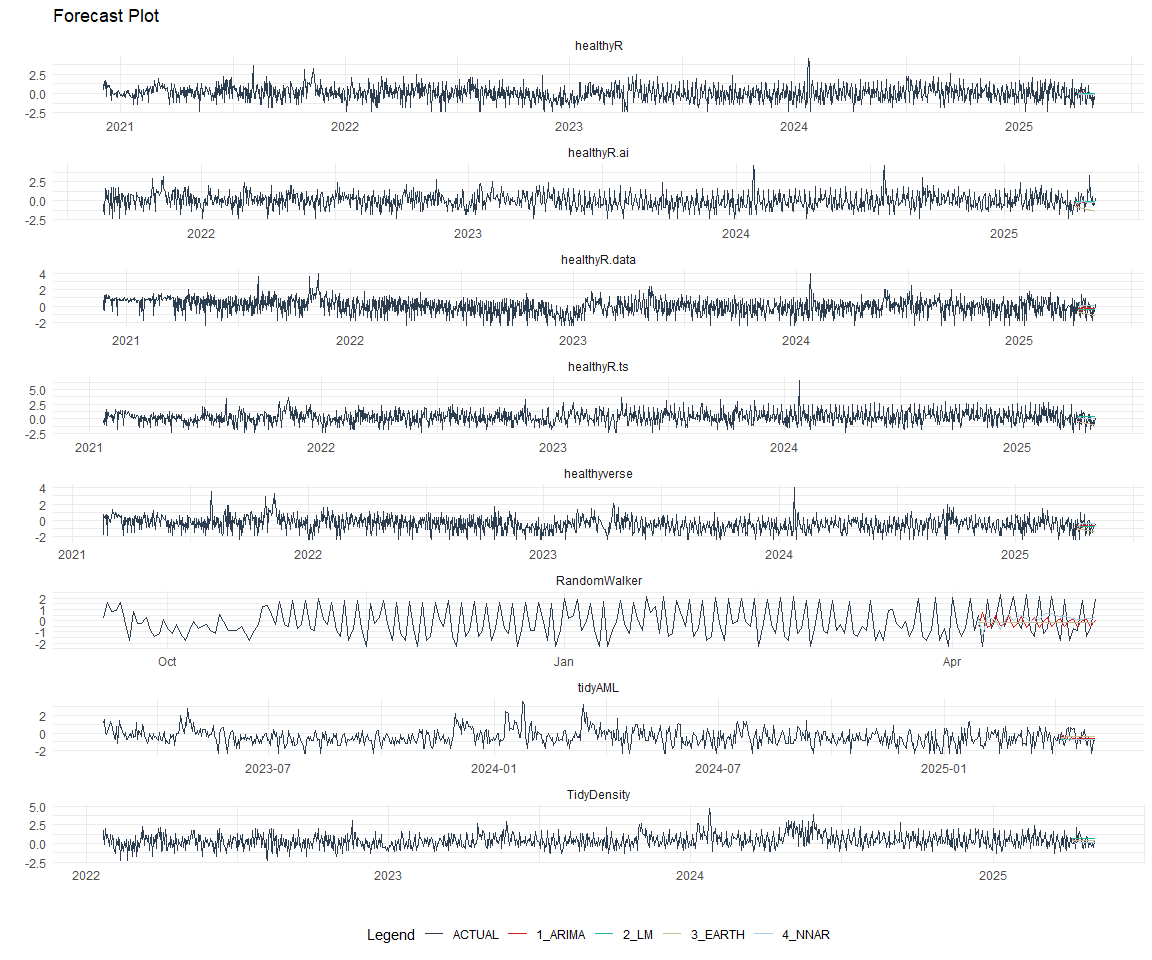 Forecast Plot
healthyR
2.5
0.0
-2.5
2021 2022 2023 2024 2025
healthyR.ai
2.5
0.0
-2.5
2022 2023 2024 2025
healthyR.data
4
2
0
-2
2021 2022 2023 2024 2025
healthyR.ts
5.0
2.5
0.0
-2.5
2021 2022 2023 2024 2025
healthyverse
4
2
0
-2
2021 2022 2023 2024 2025
RandomWalker
2
1
0
-1
-2
Oct Jan Apr
tidyAML
2
0
-2
2023-07 2024-01 2024-07 2025-01
TidyDensity
5.0
2.5
0.0
-2.5
2022 2023 2024 2025
Legend ACTUAL 1_ARIMA 2_LM 3_EARTH 4_NNAR